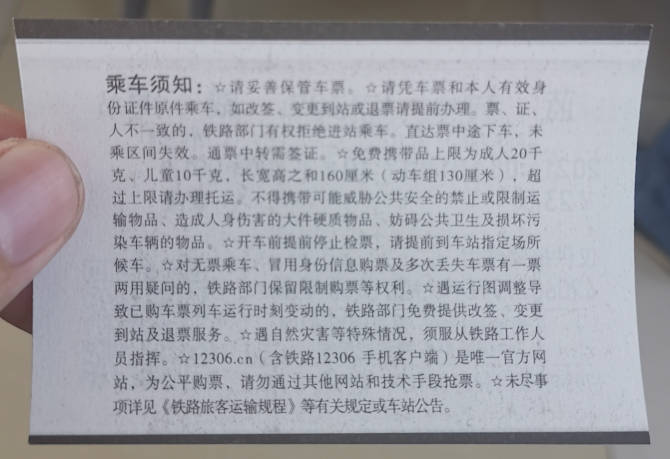 乘车须知：☆请妥善保管车票。☆请凭车票和本人有效身
份证件原件乘车，如改签、变更到站或退票请提前办理。票、证、
人不一致的，铁路部门有权拒绝进站乘车。直达票中途下车，未
乘区间失效。通票中转需签证。☆免费携带品上限为成人20千
克、儿童10千克，长宽高之和160厘米（动车组130厘米），超
过上限请办理托运。不得携带可能威胁公共安全的禁止或限制运
输物品、造成人身伤害的大件硬质物品、妨碍公共卫生及损坏污
染车辆的物品。☆开车前提前停止检票，请提前到车站指定场所
候车。☆对无票乘车、冒用身份信息购票及多次丢失车票有一票
两用疑问的，铁路部门保留限制购票等权利。☆遇运行图调整导
致已购车票列车运行时刻变动的，铁路部门免费提供改签、变更
到站及退票服务。☆遇自然灾害等特殊情况，须服从铁路工作人
员指挥。☆12306.cn（含铁路12306 手机客户端）是唯一官方网
站，为公平购票，请勿通过其他网站和技术手段抢票。☆未尽事
项详见《铁路旅客运输规程》等有关规定或车站公告。